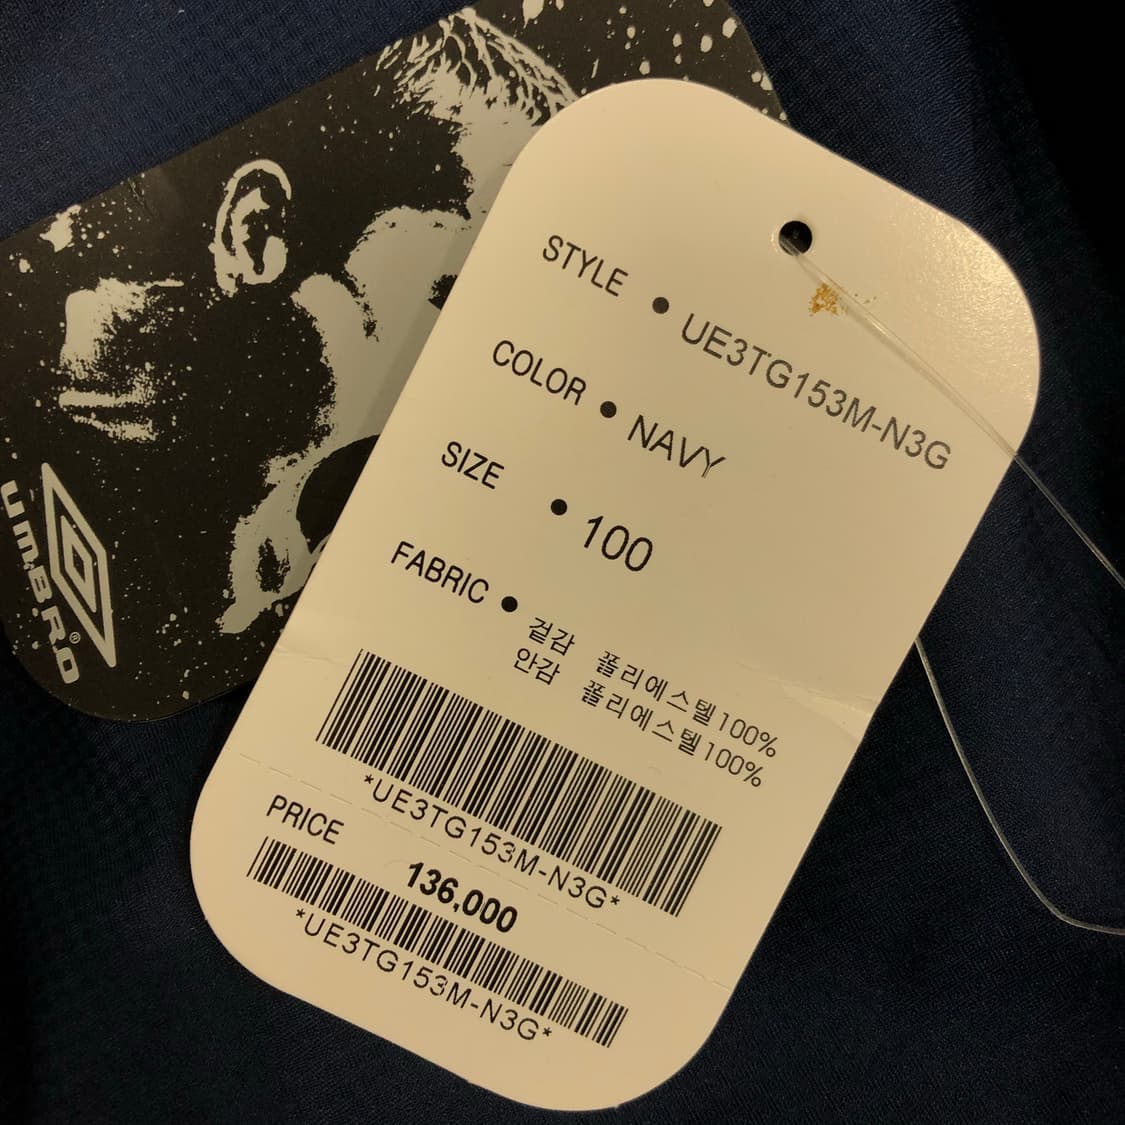 STYLE • UE3TG153M-N3G
COLOR • NAVY
SIZE • 100
FABRIC • 겉감 폴리에스텔100%
안감 폴리에스텔100%
*UE3TG153M-N3G*
PRICE
136,000
*UE3TG153M-N3G*
UMBRO®